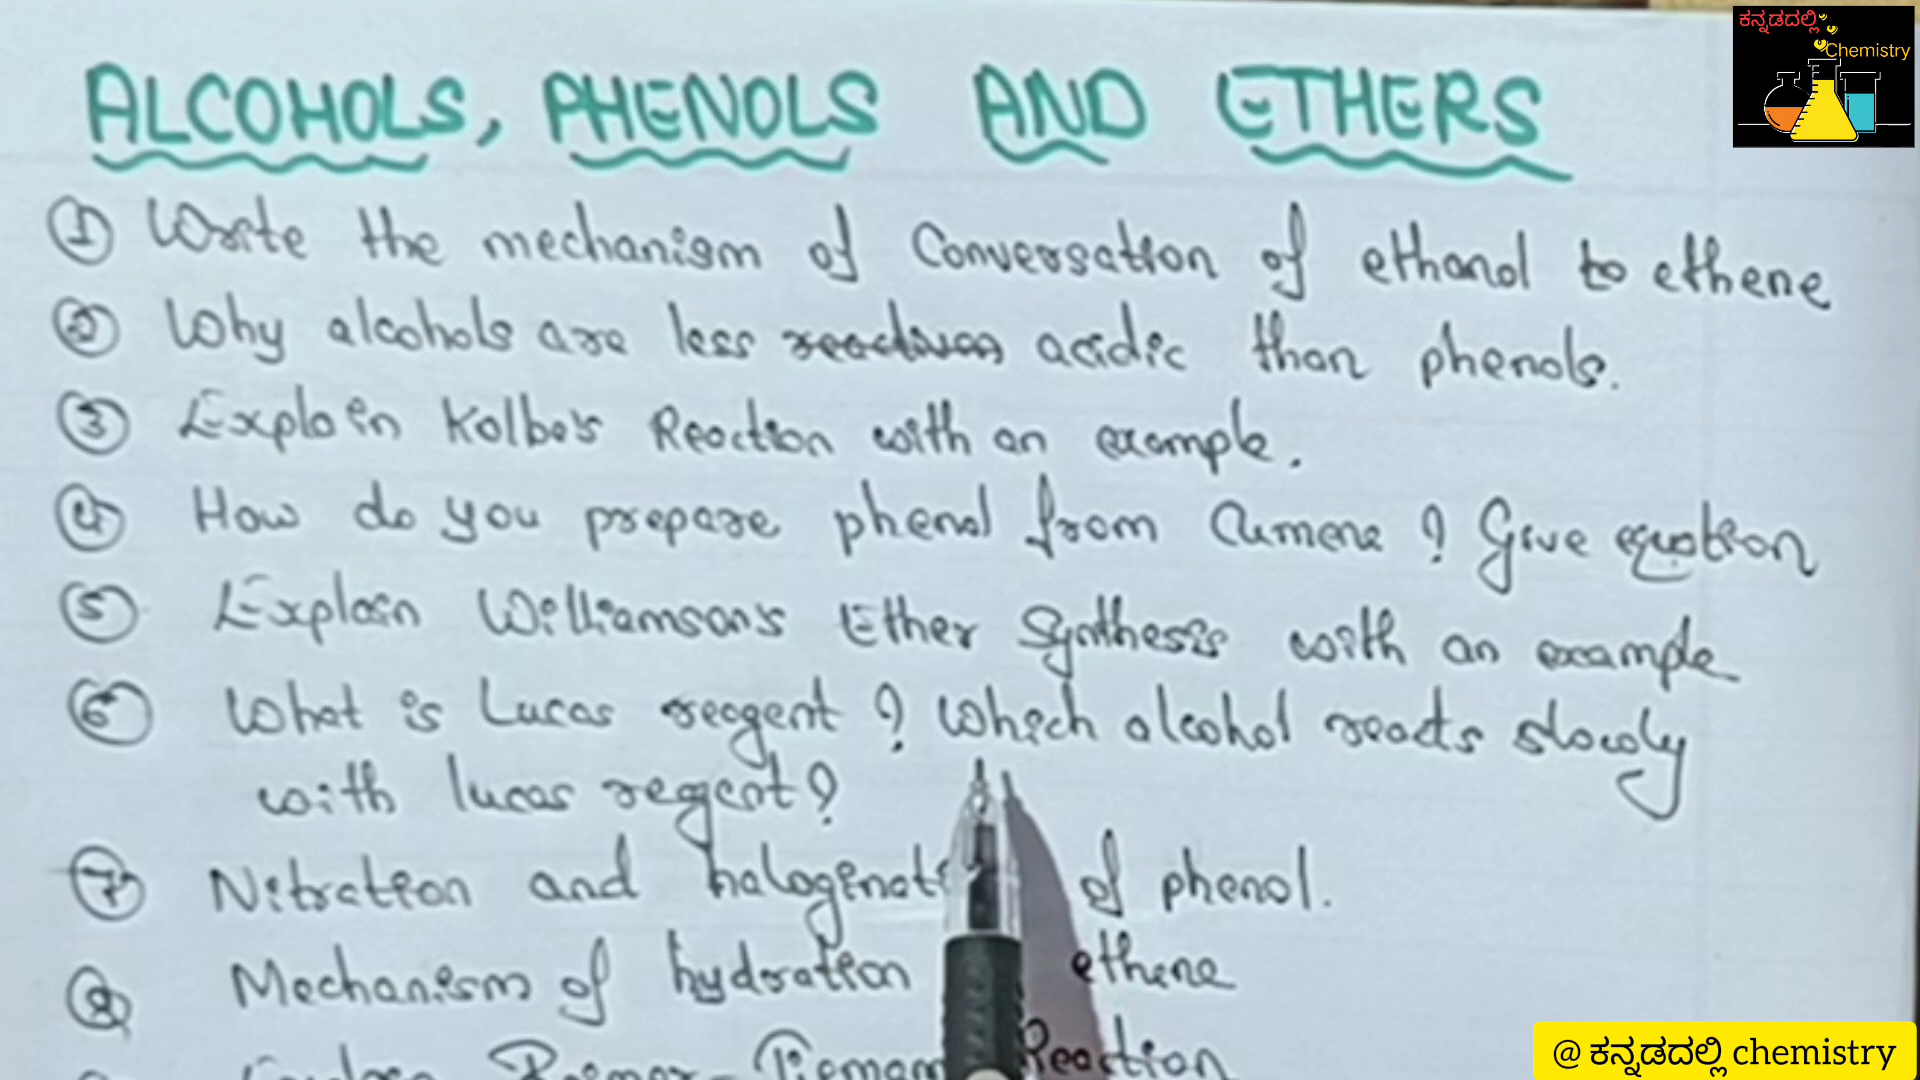 ಕನ್ನಡದಲ್ಲಿ
Chemistry
ALCOHOLS, PHENOLS AND ETHERS
① Write the mechanism of Conversation of ethanol to ethene
② Why alcohols are less acidic than phenols.
③ Explain Kolbe's Reaction with an example.
④ How do you prepare phenol from Cumene ? Give equation
⑤ Explain Williamson's Ether Synthesis with an example
⑥ What is Lucas reagent ? Which alcohol reacts slowly
with lucas regent?
⑦ Nitration and of phenol.
⑧ Mechanism of hydration ethene
Explain Reimer- Reaction
@ ಕನ್ನಡದಲ್ಲಿ chemistry